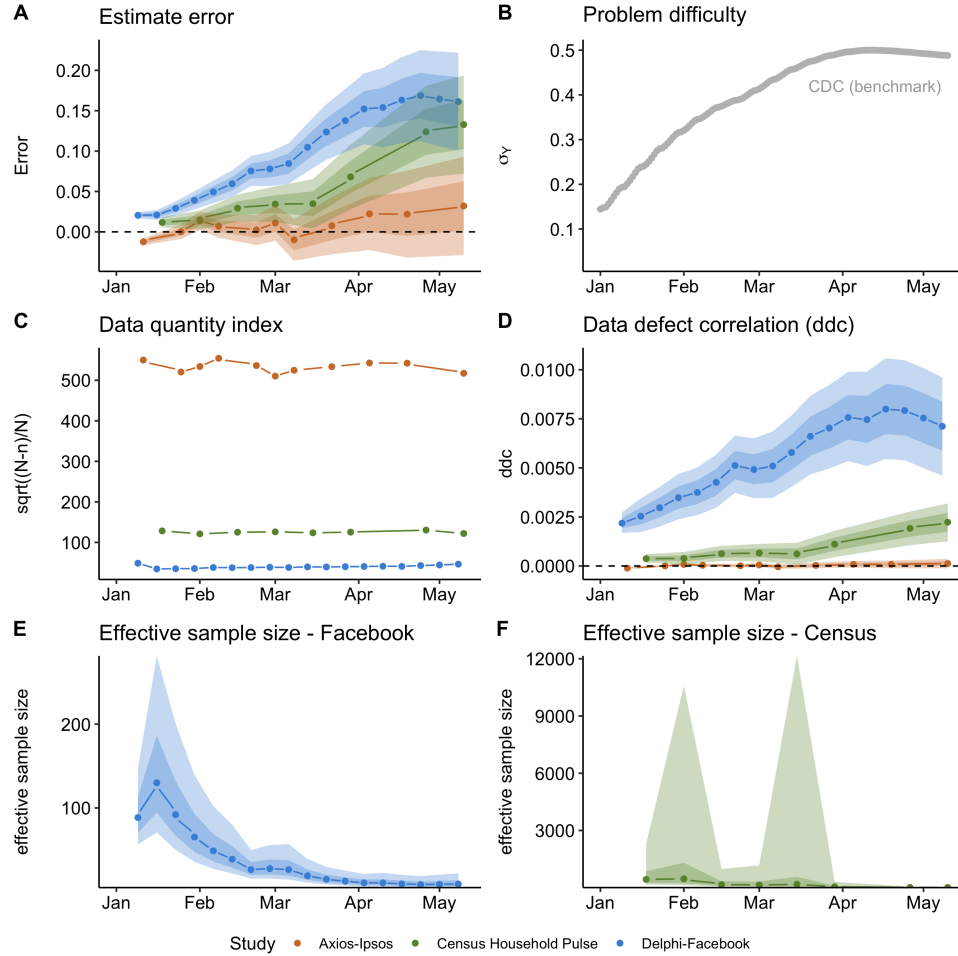 A Estimate error
Error
0.20
0.15
0.10
0.05
0.00
Jan Feb Mar Apr May
B Problem difficulty
σY
0.5
0.4
0.3
0.2
0.1
CDC (benchmark)
Jan Feb Mar Apr May
C Data quantity index
sqrt((N-n)/N)
500
400
300
200
100
Jan Feb Mar Apr May
D Data defect correlation (ddc)
ddc
0.0100
0.0075
0.0050
0.0025
0.0000
Jan Feb Mar Apr May
E Effective sample size - Facebook
effective sample size
200
100
Jan Feb Mar Apr May
F Effective sample size - Census
effective sample size
12000
9000
6000
3000
Jan Feb Mar Apr May
Study Axios-Ipsos Census Household Pulse Delphi-Facebook